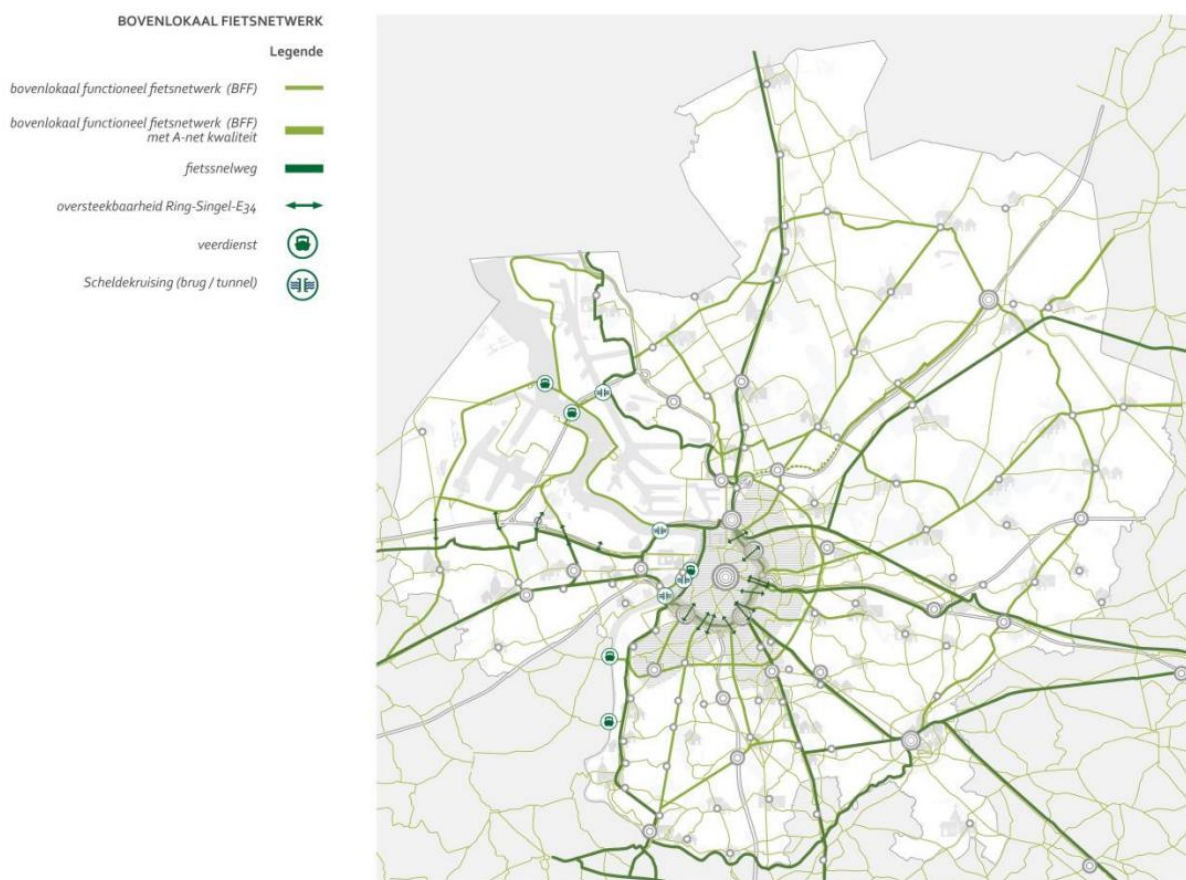 BOVENLOKAAL FIETSNETWERK
Legende
bovenlokaal functioneel fietsnetwerk (BFF)
bovenlokaal functioneel fietsnetwerk (BFF)
met A-net kwaliteit
fietssnelweg
oversteekbaarheid Ring-Singel-E34
veerdienst
Scheldekruising (brug / tunnel)